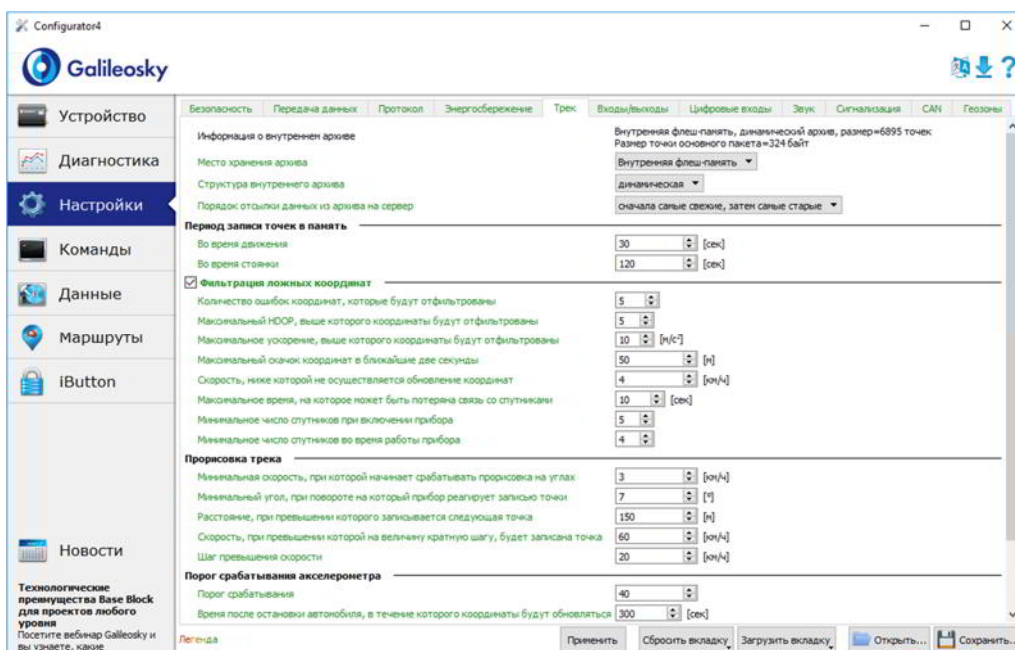 Configurator4
Galileosky
Устройство
Диагностика
Настройки
Команды
Данные
Маршруты
iButton
Новости
Технологические
преимущества Base Block
для проектов любого
уровня
Посетите вебинар Galileosky и
вы узнаете, какие
Безопасность Передача данных Протокол Энергосбережение Трек Входы/выходы Цифровые входы Звук Сигнализация CAN Геозоны
Информация о внутреннем архиве Внутренняя флеш-память, динамический архив, размер=6895 точек
Размер точки основного пакета=324 байт
Место хранения архива Внутренняя флеш-память
Структура внутреннего архива динамическая
Порядок отсылки данных из архива на сервер сначала самые свежие, затем самые старые
Период записи точек в память
Во время движения 30 [сек]
Во время стоянки 120 [сек]
Фильтрация ложных координат
Количество ошибок координат, которые будут отфильтрованы 5
Максимальный HDOP, выше которого координаты будут отфильтрованы 5
Максимальное ускорение, выше которого координаты будут отфильтрованы 10 [м/с²]
Максимальный скачок координат в ближайшие две секунды 50 [м]
Скорость, ниже которой не осуществляется обновление координат 4 [км/ч]
Максимальное время, на которое может быть потеряна связь со спутниками 10 [сек]
Минимальное число спутников при включении прибора 5
Минимальное число спутников во время работы прибора 4
Прорисовка трека
Минимальная скорость, при которой начинает срабатывать прорисовка на углах 3 [км/ч]
Минимальный угол, при повороте на который прибор реагирует записью точки 7 [°]
Расстояние, при превышении которого записывается следующая точка 150 [м]
Скорость, при превышении которой на величину кратную шагу, будет записана точка 60 [км/ч]
Шаг превышения скорости 20 [км/ч]
Порог срабатывания акселерометра
Порог срабатывания 40
Время после остановки автомобиля, в течение которого координаты будут обновляться 300 [сек]
Легенда Применить Сбросить вкладку Загрузить вкладку Открыть... Сохранить...